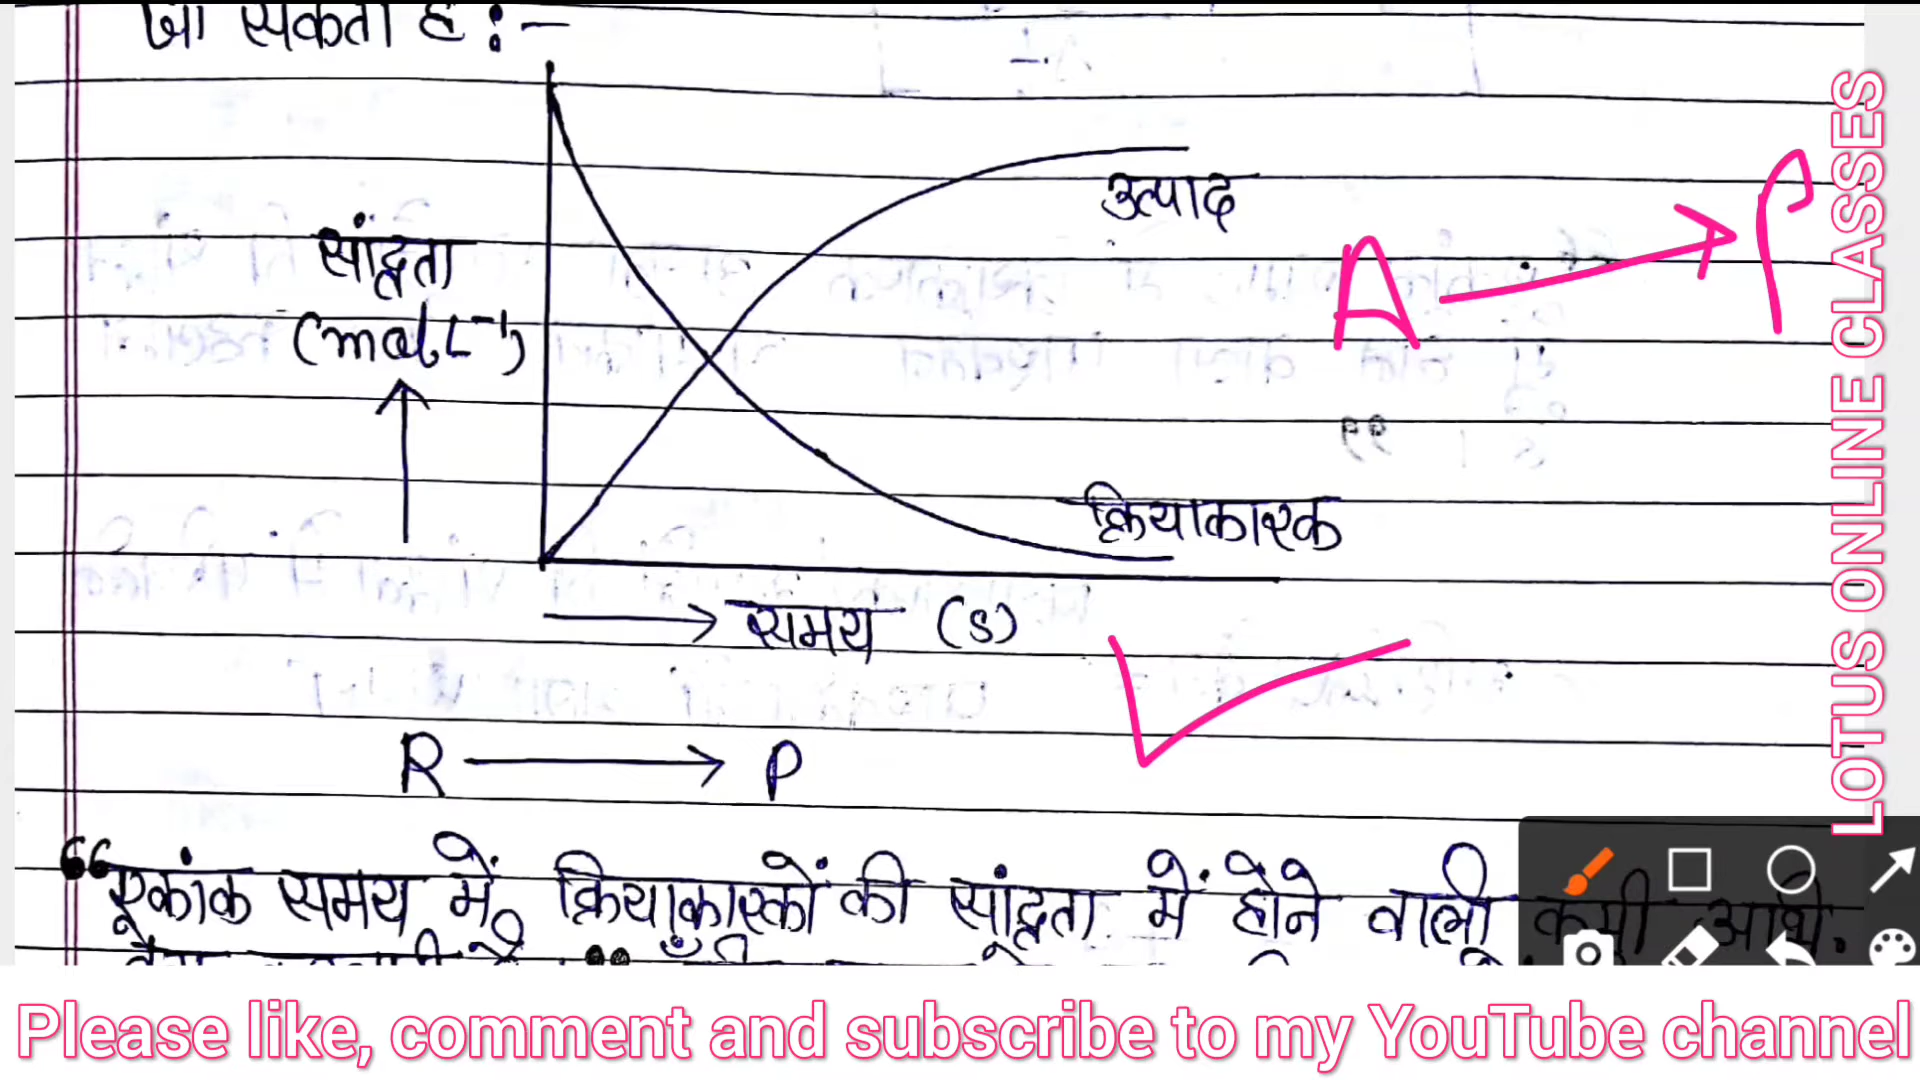 सकता है :-
उत्पाद
सांद्रता
(mol L⁻¹)
A → P
क्रियाकारक
→ समय (s)
R → P
“एकांक समय में क्रियाकारकों की सांद्रता में होने वाली कमी अभि.
LOTUS ONLINE CLASSES
Please like, comment and subscribe to my YouTube channel